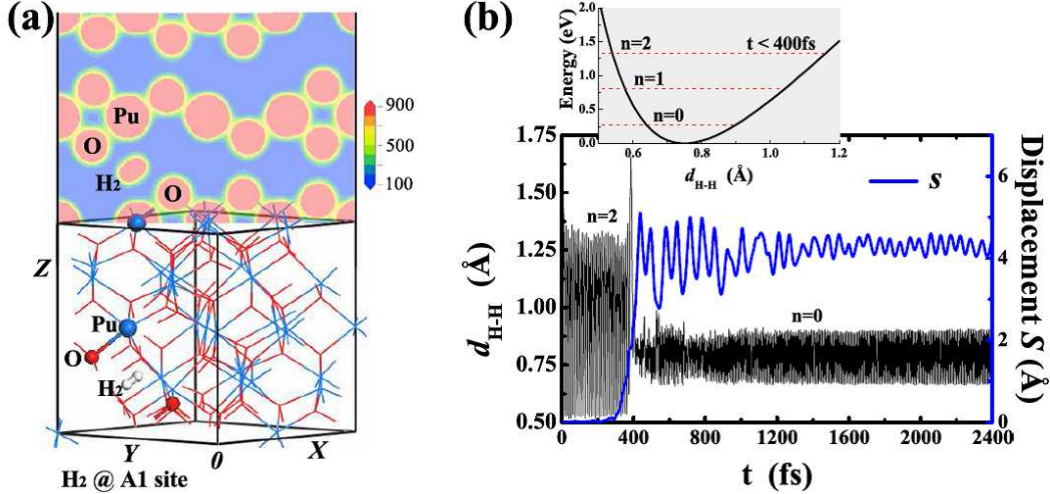 (a)
Pu
O
H2
O
900
500
100
Z
Pu
O
H2
Y
0
X
H2 @ A1 site
(b)
Energy (eV)
2.0
1.5
1.0
0.5
0.0
n=2
t < 400fs
n=1
n=0
0.6
0.8
1.0
1.2
dH-H (Å)
dH-H (Å)
1.75
1.50
1.25
1.00
0.75
0.50
n=2
S
n=0
6
4
2
0
Displacement S (Å)
0
400
800
1200
1600
2000
2400
t (fs)